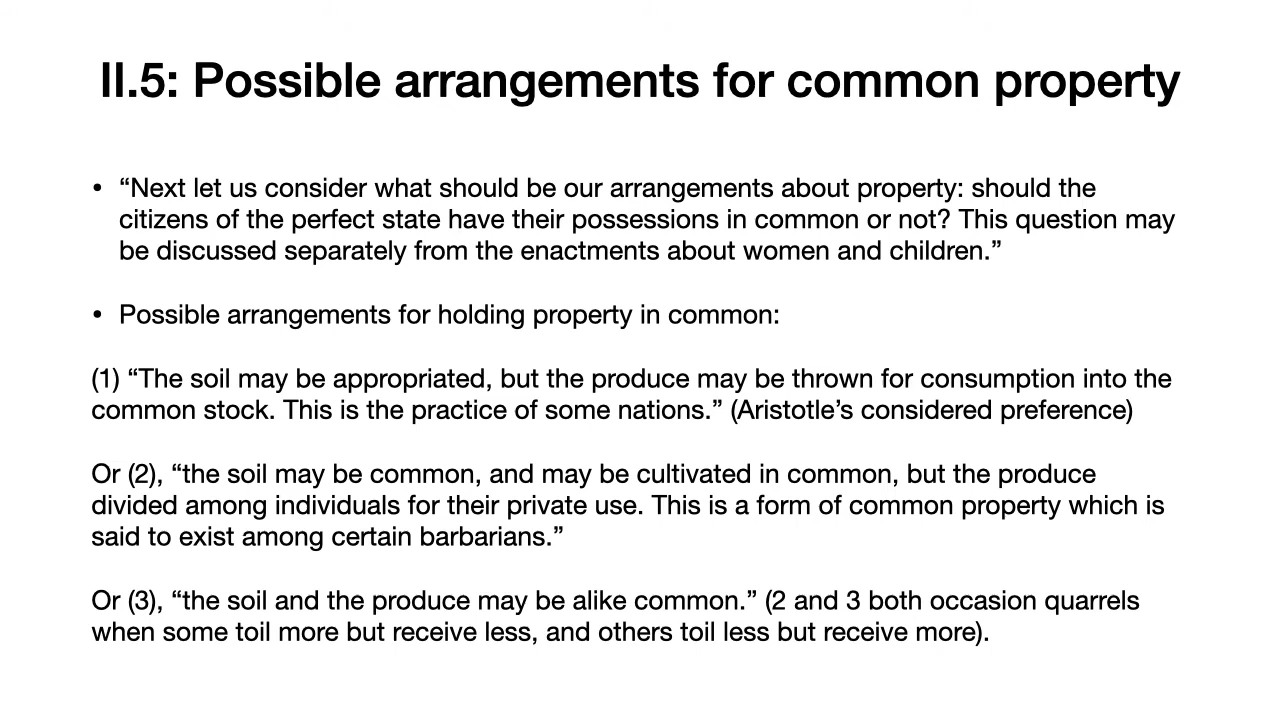 II.5: Possible arrangements for common property
• “Next let us consider what should be our arrangements about property: should the
citizens of the perfect state have their possessions in common or not? This question may
be discussed separately from the enactments about women and children.”
• Possible arrangements for holding property in common:
(1) “The soil may be appropriated, but the produce may be thrown for consumption into the
common stock. This is the practice of some nations.” (Aristotle’s considered preference)
Or (2), “the soil may be common, and may be cultivated in common, but the produce
divided among individuals for their private use. This is a form of common property which is
said to exist among certain barbarians.”
Or (3), “the soil and the produce may be alike common.” (2 and 3 both occasion quarrels
when some toil more but receive less, and others toil less but receive more).